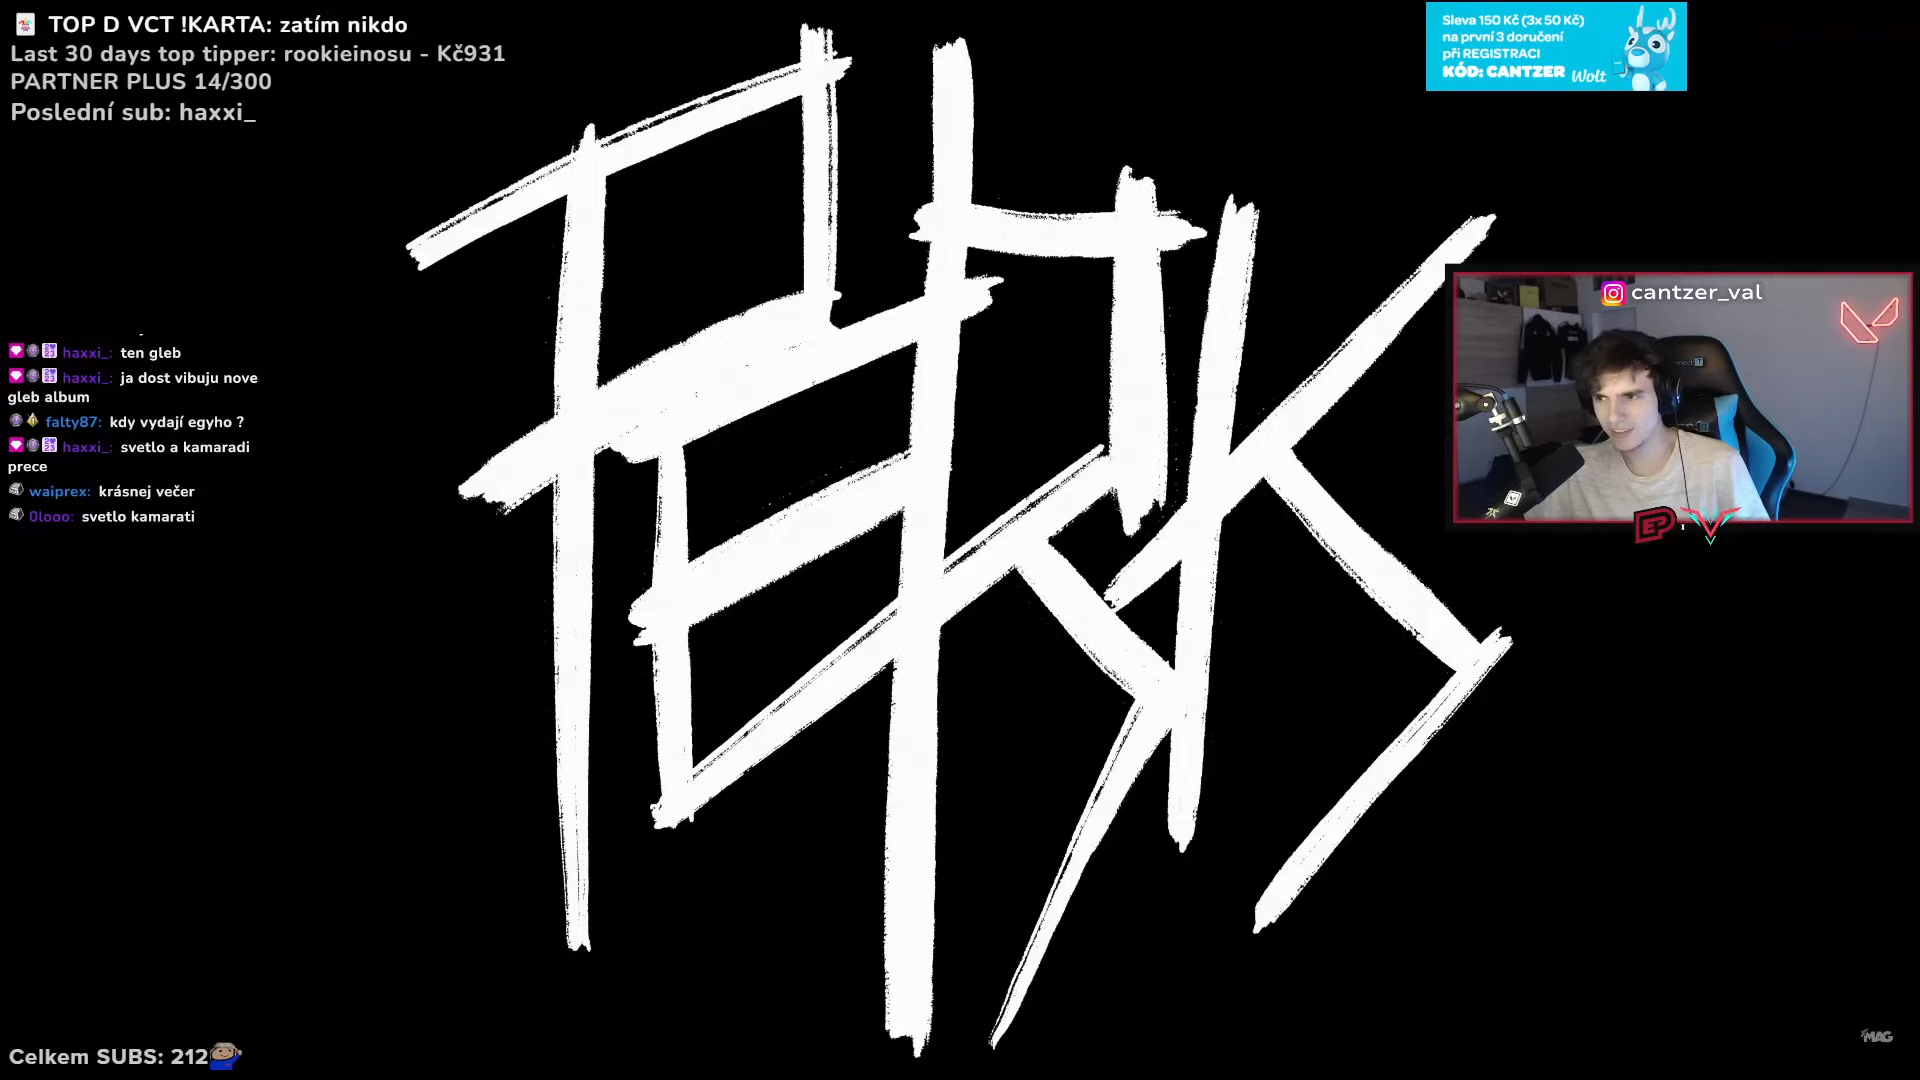 TOP D VCT !KARTA: zatím nikdo
Last 30 days top tipper: rookieinosu - Kč931
PARTNER PLUS 14/300
Poslední sub: haxxi_
Sleva 150 Kč (3x 50 Kč)
na první 3 doručení
při REGISTRACI
KÓD: CANTZER Wolt
PERK
cantzer_val
haxxi_: ten gleb
haxxi_: ja dost vibuju nove
gleb album
falty87: kdy vydají egyho ?
haxxi_: svetlo a kamaradi
prece
waiprex: krásnej večer
0looo: svetlo kamarati
EP
Celkem SUBS: 212
MAG